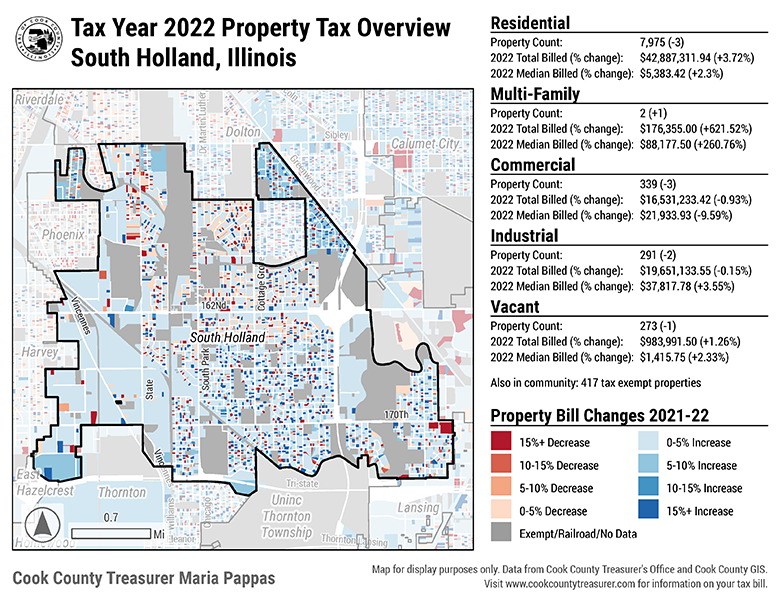 Tax Year 2022 Property Tax Overview
South Holland, Illinois
Riverdale
Dr. Martin Luther
Dolton
Sibley
Greenwood
Calumet City
Phoenix
Cottage Gro
162Nd
Vincennes
South Holland
Harvey
State
South Park
170Th
Vinc
East
Hazelcrest
Thornton
Williams
Chicago
Tri-state
Uninc
Thornton
Township
Lansing
Thornton Lansing
Eleanor
0.7
Mi
Residential
Property Count: 7,975 (-3)
2022 Total Billed (% change): $42,887,311.94 (+3.72%)
2022 Median Billed (% change): $5,383.42 (+2.3%)
Multi-Family
Property Count: 2 (+1)
2022 Total Billed (% change): $176,355.00 (+621.52%)
2022 Median Billed (% change): $88,177.50 (+260.76%)
Commercial
Property Count: 339 (-3)
2022 Total Billed (% change): $16,531,233.42 (-0.93%)
2022 Median Billed (% change): $21,933.93 (-9.59%)
Industrial
Property Count: 291 (-2)
2022 Total Billed (% change): $19,651,133.55 (-0.15%)
2022 Median Billed (% change): $37,817.78 (+3.55%)
Vacant
Property Count: 273 (-1)
2022 Total Billed (% change): $983,991.50 (+1.26%)
2022 Median Billed (% change): $1,415.75 (+2.33%)
Also in community: 417 tax exempt properties
Property Bill Changes 2021-22
15%+ Decrease 0-5% Increase
10-15% Decrease 5-10% Increase
5-10% Decrease 10-15% Increase
0-5% Decrease 15%+ Increase
Exempt/Railroad/No Data
Cook County Treasurer Maria Pappas
Map for display purposes only. Data from Cook County Treasurer's Office and Cook County GIS.
Visit www.cookcountytreasurer.com for information on your tax bill.